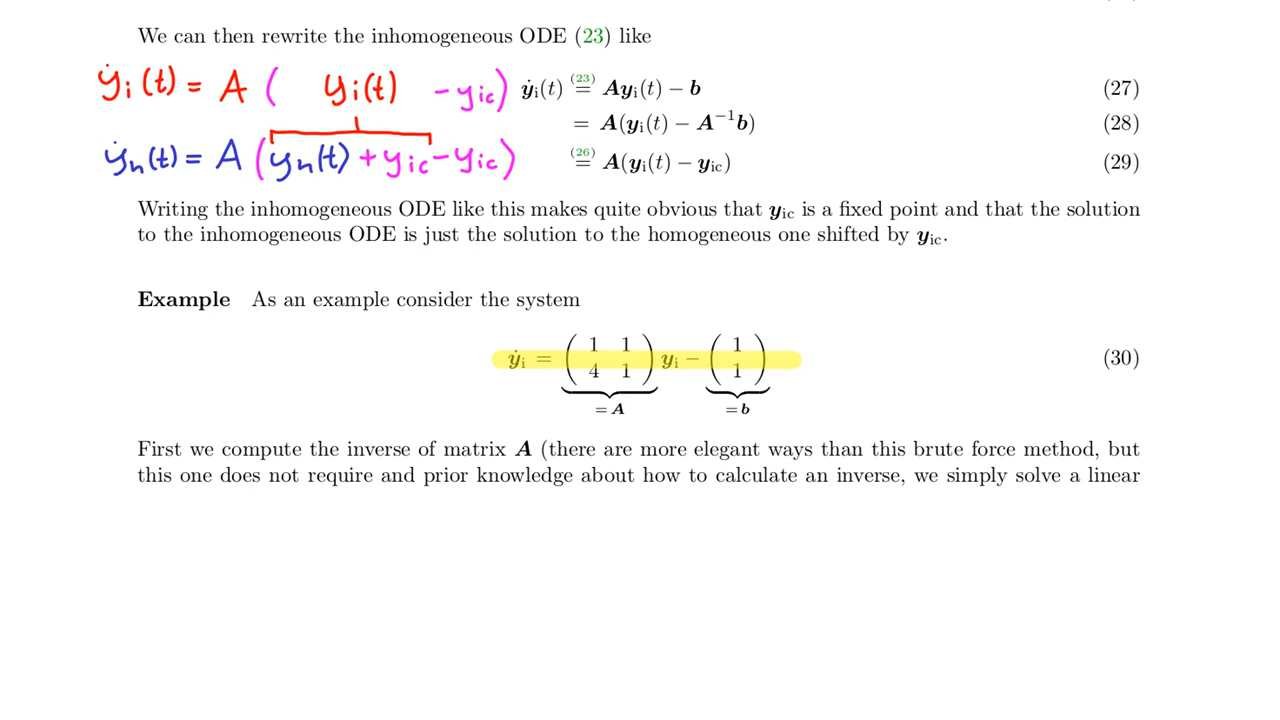 We can then rewrite the inhomogeneous ODE (23) like
ẏi(t) = A ( yi(t) - yic)
ẏi(t) (23)= Ayi(t) − b (27)
= A(yi(t) − A⁻¹b) (28)
ẏh(t) = A (yh(t) + yic - yic)
(26)= A(yi(t) − yic) (29)
Writing the inhomogeneous ODE like this makes quite obvious that yic is a fixed point and that the solution
to the inhomogeneous ODE is just the solution to the homogeneous one shifted by yic.
Example As an example consider the system
ẏi = ( 1 1 ; 4 1 ) yi − ( 1 ; 1 ) (30)
=A =b
First we compute the inverse of matrix A (there are more elegant ways than this brute force method, but
this one does not require and prior knowledge about how to calculate an inverse, we simply solve a linear